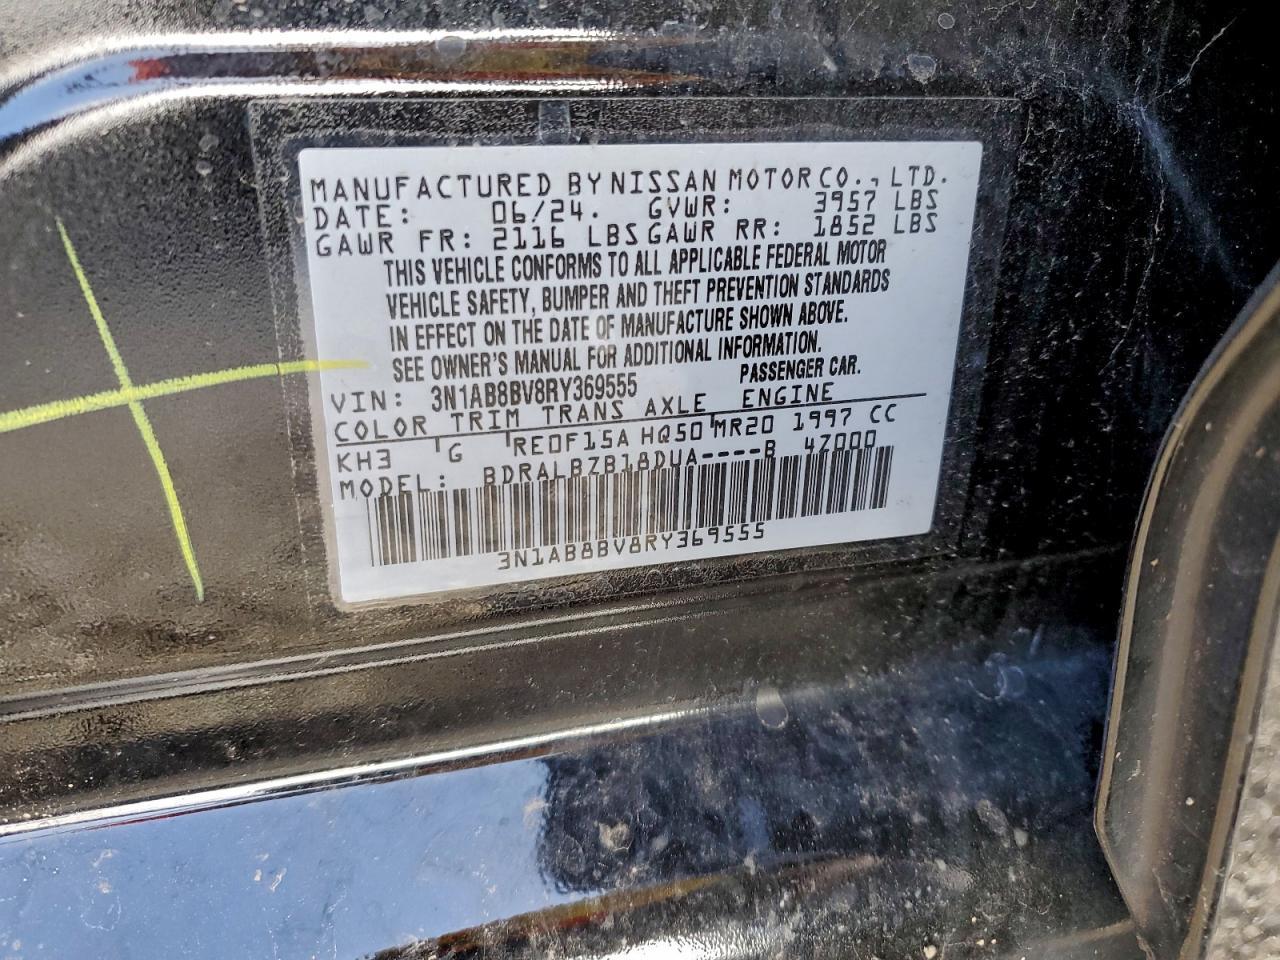 MANUFACTURED BY NISSAN MOTOR CO., LTD.
DATE: 06/24. GVWR: 3957 LBS
GAWR FR: 2116 LBS GAWR RR: 1852 LBS
THIS VEHICLE CONFORMS TO ALL APPLICABLE FEDERAL MOTOR
VEHICLE SAFETY, BUMPER AND THEFT PREVENTION STANDARDS
IN EFFECT ON THE DATE OF MANUFACTURE SHOWN ABOVE.
SEE OWNER'S MANUAL FOR ADDITIONAL INFORMATION.
VIN: 3N1AB8BV8RY369555 PASSENGER CAR.
COLOR TRIM TRANS AXLE ENGINE
KH3 G RE0F15A HQ50 MR20 1997 CC
MODEL: BDRALBZB18DUA----B 4Z000
3N1AB8BV8RY369555